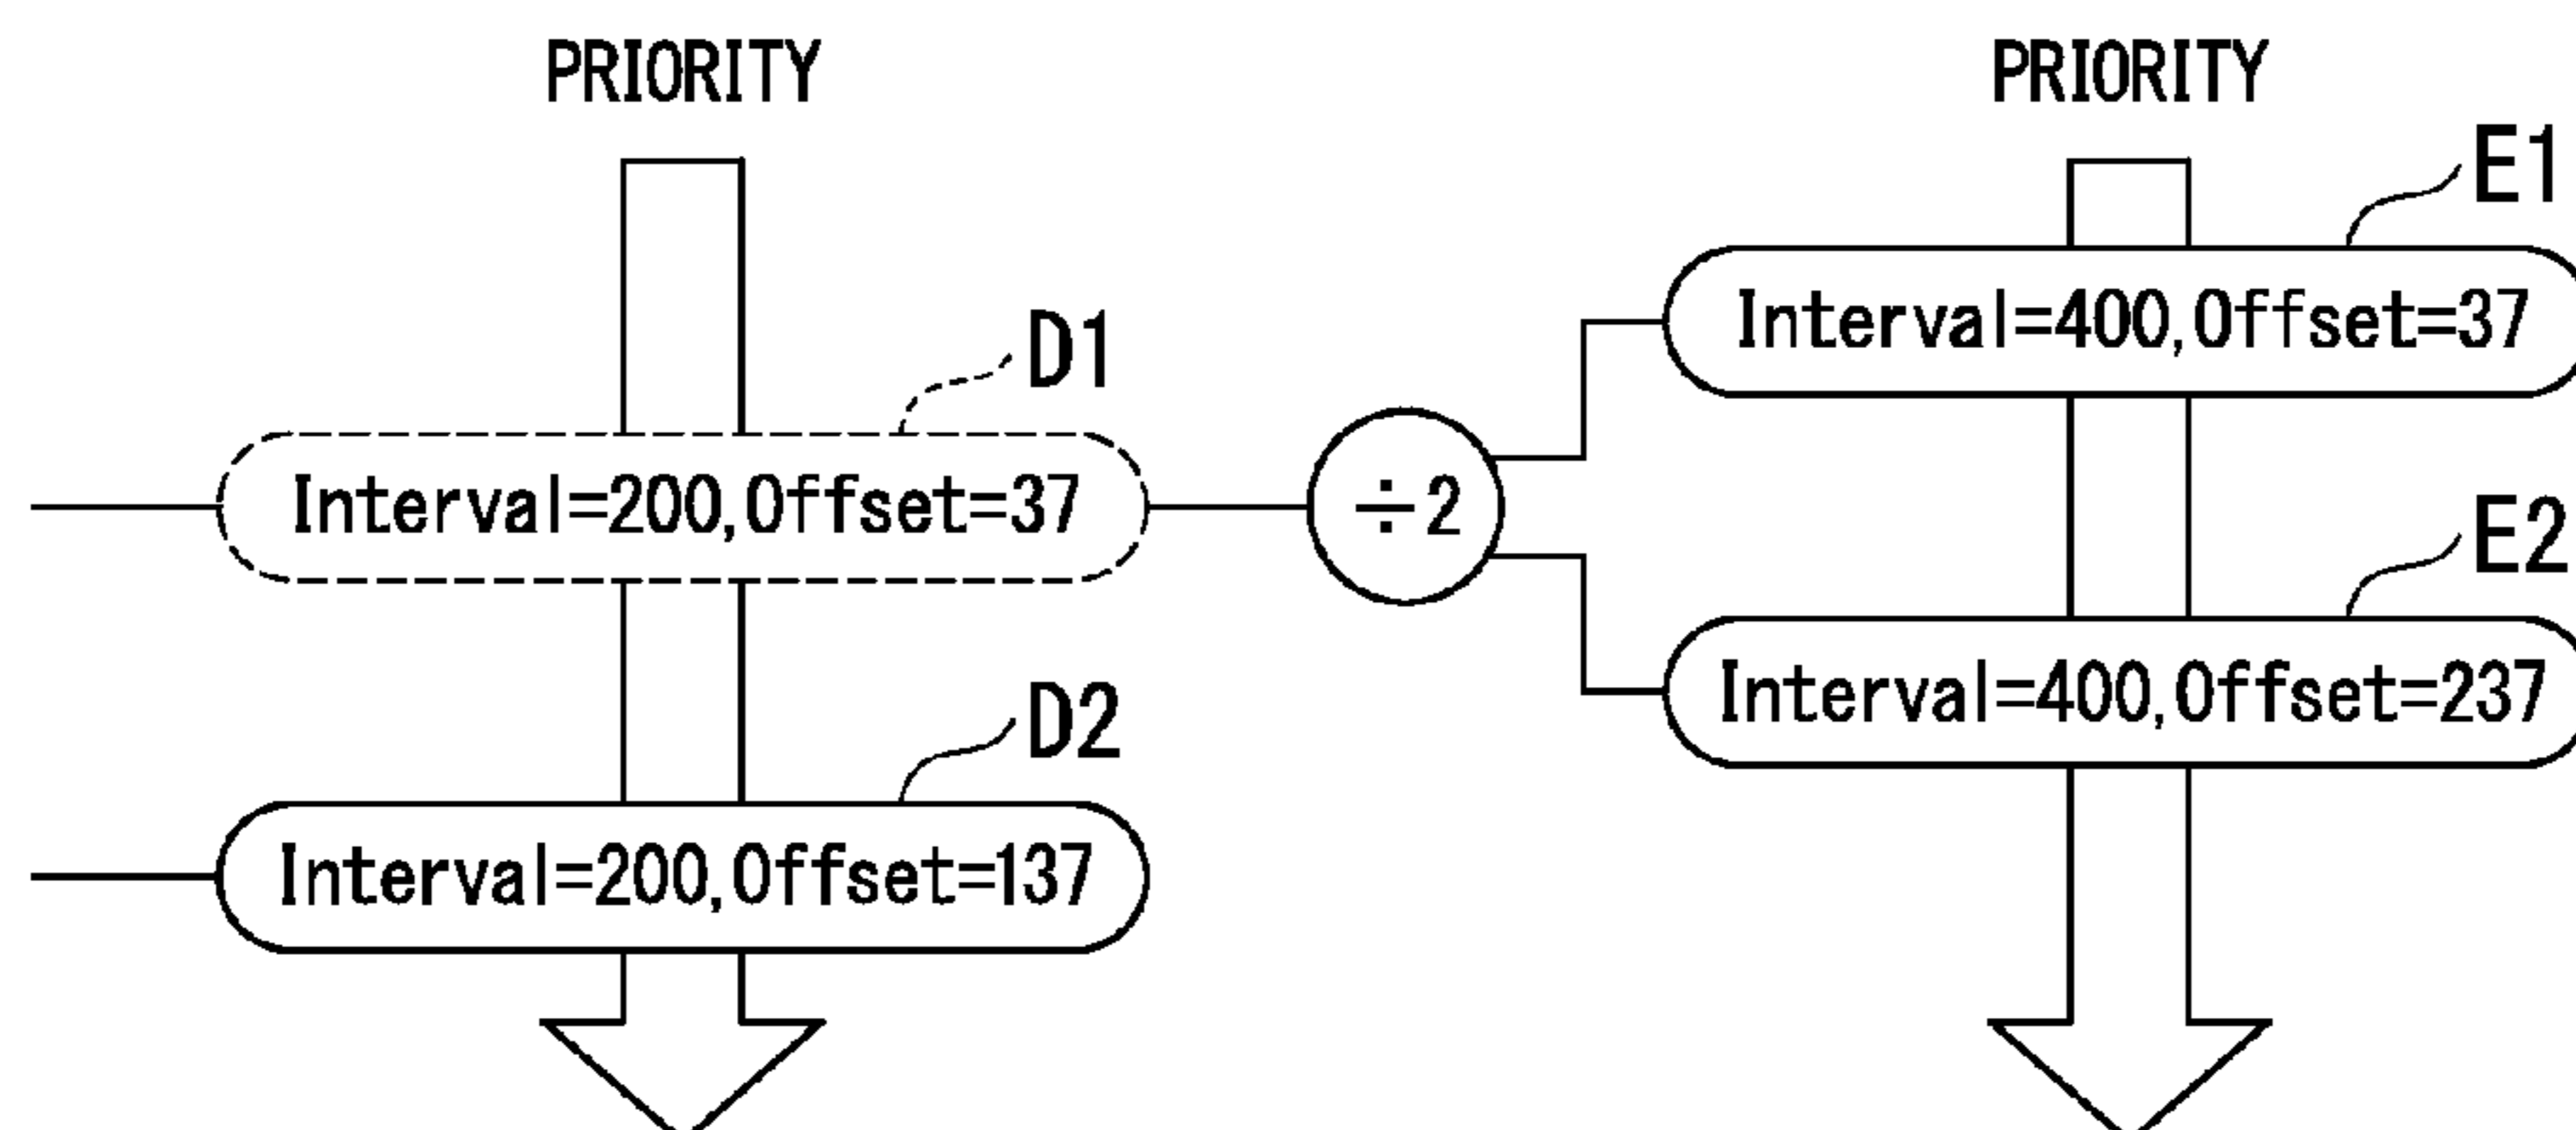 PRIORITY
PRIORITY
E1
Interval=400,Offset=37
D1
Interval=200,Offset=37
÷2
E2
Interval=400,Offset=237
D2
Interval=200,Offset=137